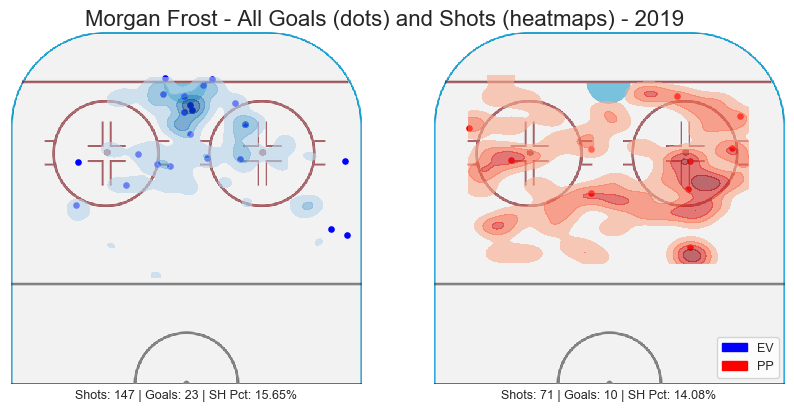 Morgan Frost - All Goals (dots) and Shots (heatmaps) - 2019
EV
PP
Shots: 147 | Goals: 23 | SH Pct: 15.65%
Shots: 71 | Goals: 10 | SH Pct: 14.08%